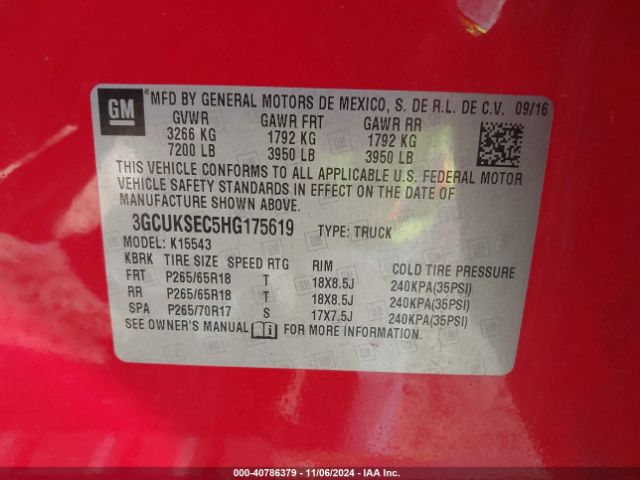 GM MFD BY GENERAL MOTORS DE MEXICO, S. DE R.L. DE C.V. 09/16
GVWR GAWR FRT GAWR RR
3266 KG 1792 KG 1792 KG
7200 LB 3950 LB 3950 LB
THIS VEHICLE CONFORMS TO ALL APPLICABLE U.S. FEDERAL MOTOR
VEHICLE SAFETY STANDARDS IN EFFECT ON THE DATE OF
MANUFACTURE SHOWN ABOVE.
3GCUKSEC5HG175619 TYPE: TRUCK
MODEL: K15543
KBRK TIRE SIZE SPEED RTG RIM COLD TIRE PRESSURE
FRT P265/65R18 T 18X8.5J 240KPA(35PSI)
RR P265/65R18 T 18X8.5J 240KPA(35PSI)
SPA P265/70R17 S 17X7.5J 240KPA(35PSI)
SEE OWNER'S MANUAL FOR MORE INFORMATION.
000-40786379 - 11/06/2024 - IAA Inc.